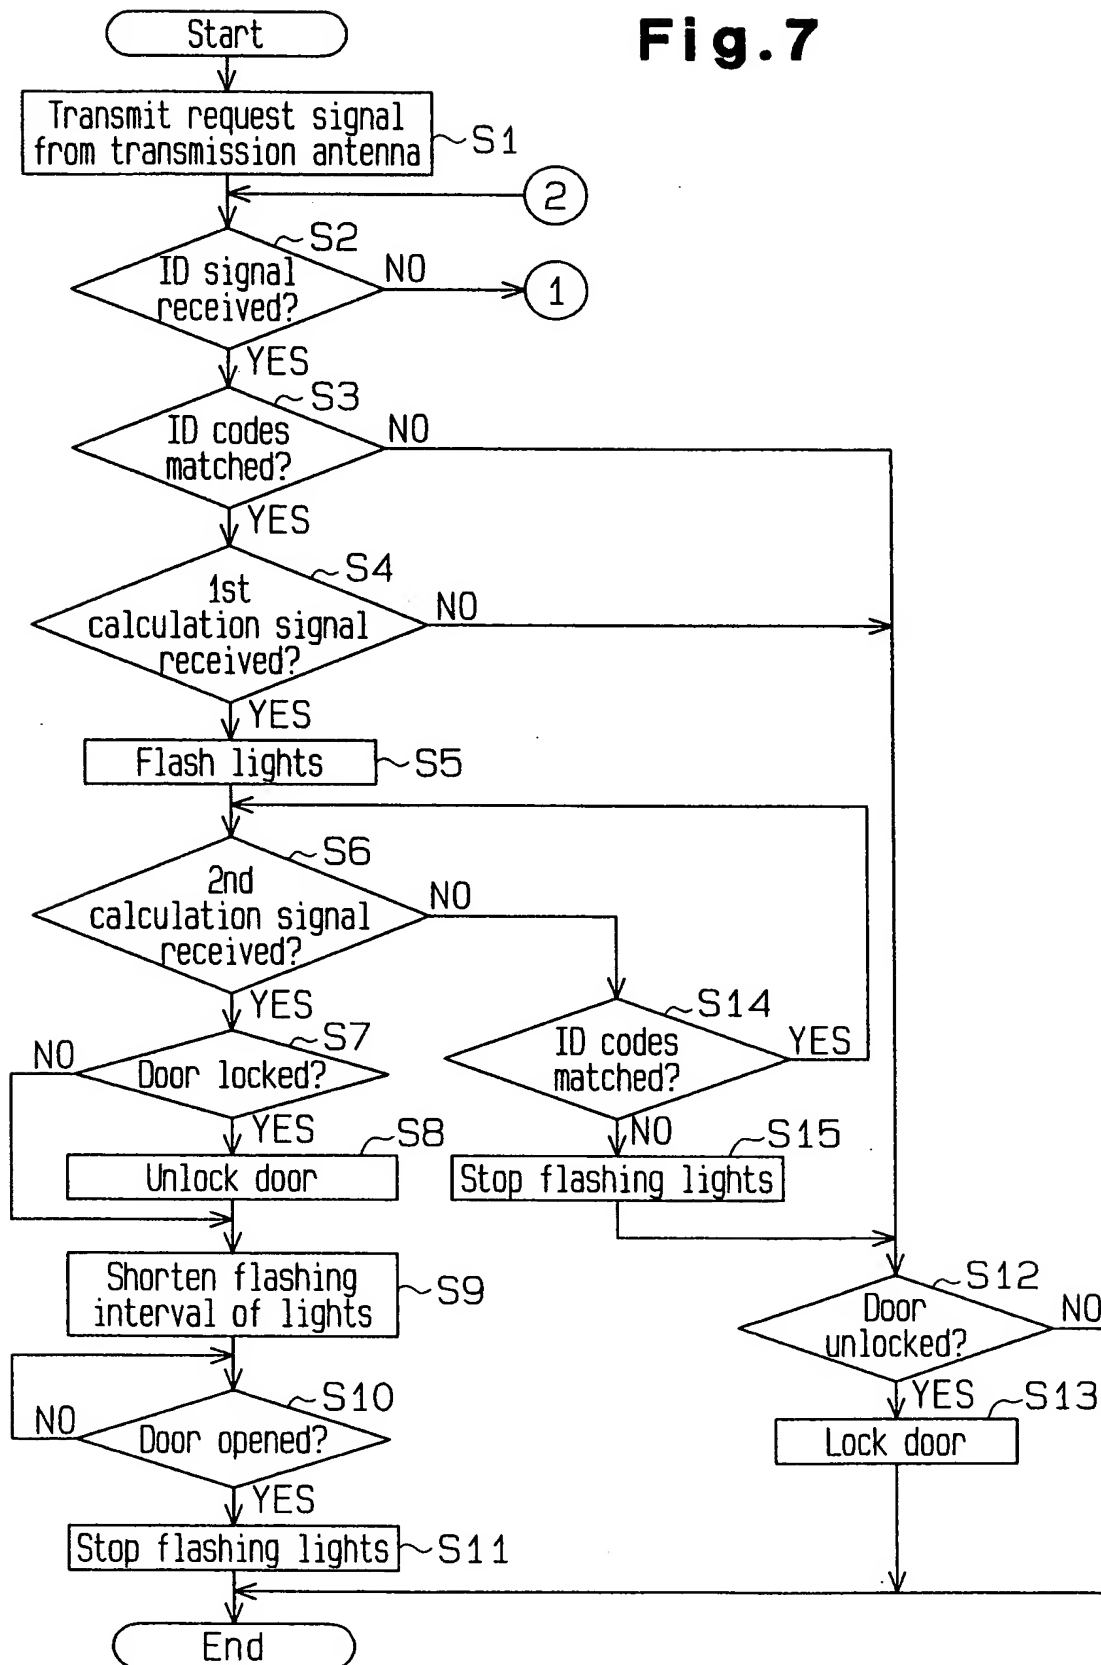 Fig.7
Start
Transmit request signal
from transmission antenna
S1
2
S2
ID signal
received?
NO
1
YES
S3
ID codes
matched?
NO
YES
S4
1st
calculation signal
received?
NO
YES
Flash lights
S5
S6
2nd
calculation signal
received?
NO
YES
S14
ID codes
matched?
YES
NO
S7
NO
Door locked?
YES
S8
Unlock door
S15
Stop flashing lights
Shorten flashing
interval of lights
S9
S12
Door
unlocked?
NO
YES
S10
NO
Door opened?
YES
S13
Lock door
Stop flashing lights
S11
End